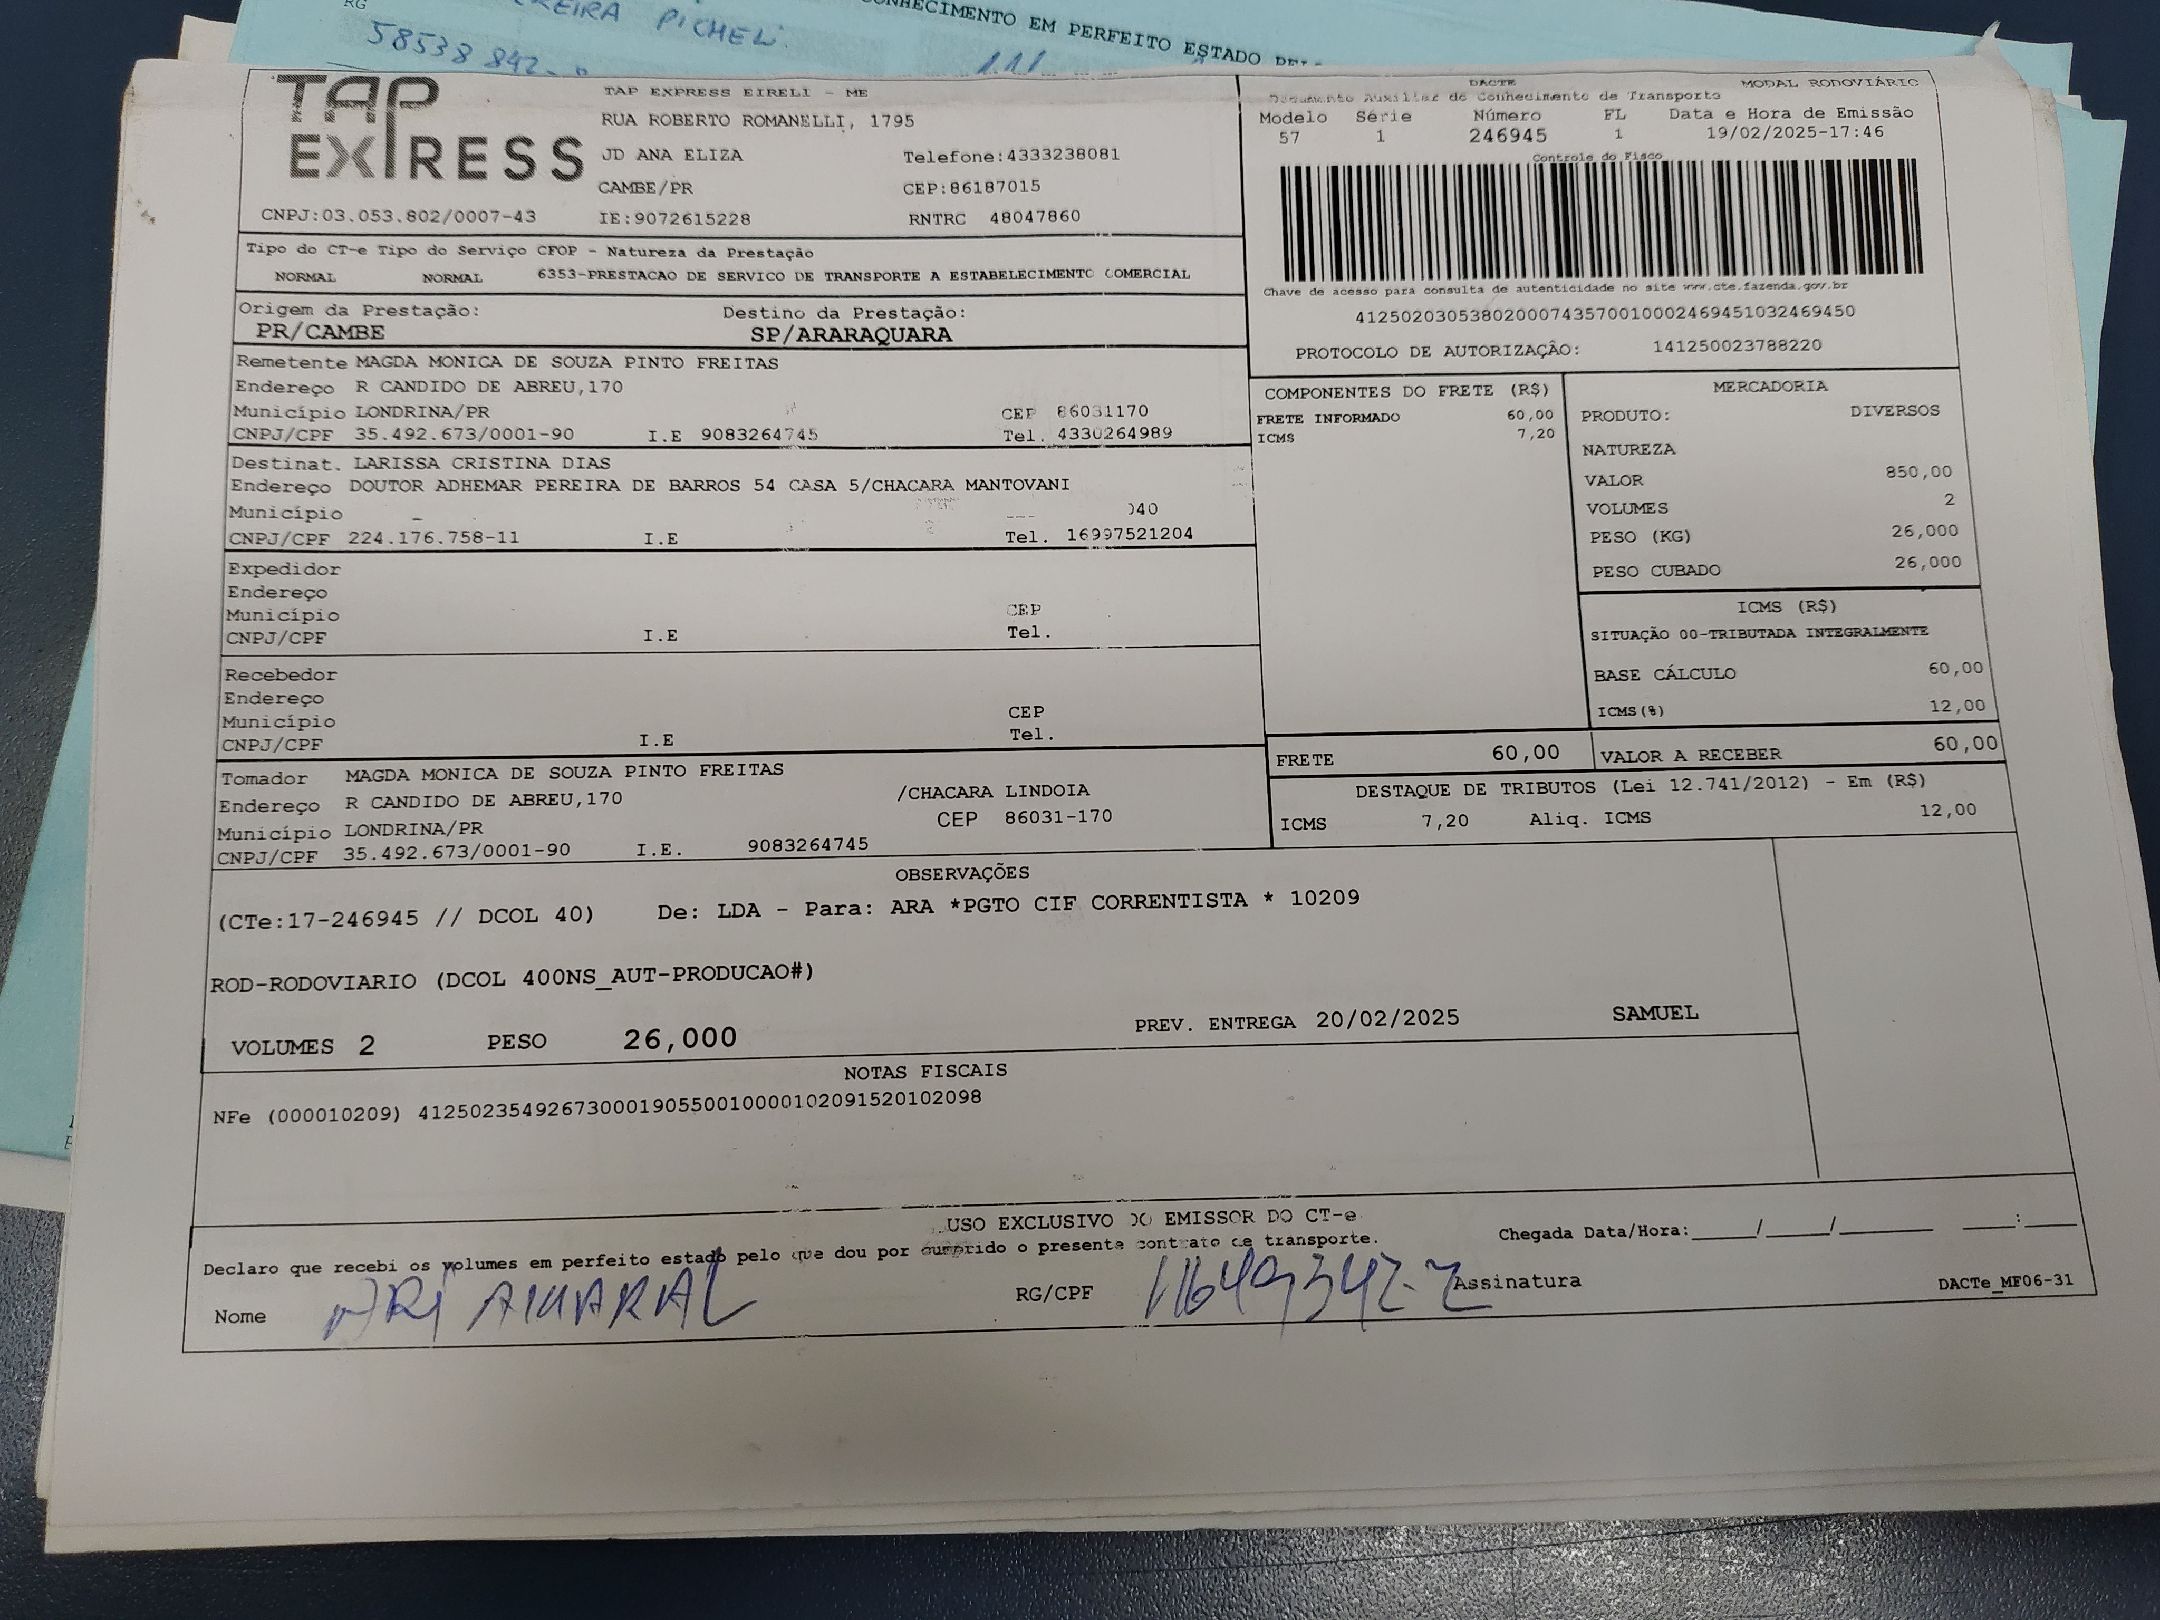 RG
PICHELI
CONHECIMENTO EM PERFEITO ESTADO
58538 842-
TAP EXPRESS
TAP EXPRESS EIRELI - ME
RUA ROBERTO ROMANELLI, 1795
JD ANA ELIZA Telefone:4333238081
CAMBE/PR CEP:86187015
CNPJ:03.053.802/0007-43 IE:9072615228 RNTRC 48047860
DACTE MODAL RODOVIÁRIO
Documento Auxiliar de Conhecimento de Transporte
Modelo Série Número FL Data e Hora de Emissão
57 1 246945 1 19/02/2025-17:46
Controle do Fisco
Chave de acesso para consulta de autenticidade no site www.cte.fazenda.gov.br
41250203053802000743570010002469451032469450
PROTOCOLO DE AUTORIZAÇÃO: 141250023788220
Tipo do CT-e Tipo do Serviço CFOP - Natureza da Prestação
NORMAL NORMAL 6353-PRESTACAO DE SERVICO DE TRANSPORTE A ESTABELECIMENTO COMERCIAL
Origem da Prestação: Destino da Prestação:
PR/CAMBE SP/ARARAQUARA
Remetente MAGDA MONICA DE SOUZA PINTO FREITAS
Endereço R CANDIDO DE ABREU,170
Município LONDRINA/PR CEP 86031170
CNPJ/CPF 35.492.673/0001-90 I.E 9083264745 Tel. 4330264989
Destinat. LARISSA CRISTINA DIAS
Endereço DOUTOR ADHEMAR PEREIRA DE BARROS 54 CASA 5/CHACARA MANTOVANI
Município 040
CNPJ/CPF 224.176.758-11 I.E Tel. 16997521204
Expedidor
Endereço
Município CEP
CNPJ/CPF I.E Tel.
Recebedor
Endereço
Município CEP
CNPJ/CPF I.E Tel.
Tomador MAGDA MONICA DE SOUZA PINTO FREITAS
Endereço R CANDIDO DE ABREU,170 /CHACARA LINDOIA
Município LONDRINA/PR CEP 86031-170
CNPJ/CPF 35.492.673/0001-90 I.E. 9083264745
COMPONENTES DO FRETE (R$)
FRETE INFORMADO 60,00
ICMS 7,20
MERCADORIA
PRODUTO: DIVERSOS
NATUREZA
VALOR 850,00
VOLUMES 2
PESO (KG) 26,000
PESO CUBADO 26,000
ICMS (R$)
SITUAÇÃO 00-TRIBUTADA INTEGRALMENTE
BASE CÁLCULO 60,00
ICMS(%) 12,00
FRETE 60,00 VALOR A RECEBER 60,00
DESTAQUE DE TRIBUTOS (Lei 12.741/2012) - Em (R$)
ICMS 7,20 Aliq. ICMS 12,00
OBSERVAÇÕES
(CTe:17-246945 // DCOL 40) De: LDA - Para: ARA *PGTO CIF CORRENTISTA * 10209
ROD-RODOVIARIO (DCOL 400NS_AUT-PRODUCAO#)
VOLUMES 2 PESO 26,000 PREV. ENTREGA 20/02/2025 SAMUEL
NOTAS FISCAIS
NFe (000010209) 41250235492673000190550010000102091520102098
USO EXCLUSIVO DO EMISSOR DO CT-e
Chegada Data/Hora:____/____/______ ____:____
Declaro que recebi os volumes em perfeito estado pelo que dou por cumprido o presente contrato de transporte.
Nome ARI AMARAL RG/CPF 11649342-2 Assinatura
DACTe_MF06-31